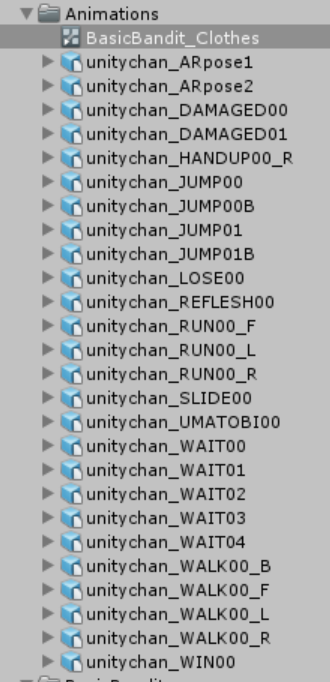 Animations
BasicBandit_Clothes
unitychan_ARpose1
unitychan_ARpose2
unitychan_DAMAGED00
unitychan_DAMAGED01
unitychan_HANDUP00_R
unitychan_JUMP00
unitychan_JUMP00B
unitychan_JUMP01
unitychan_JUMP01B
unitychan_LOSE00
unitychan_REFLESH00
unitychan_RUN00_F
unitychan_RUN00_L
unitychan_RUN00_R
unitychan_SLIDE00
unitychan_UMATOBI00
unitychan_WAIT00
unitychan_WAIT01
unitychan_WAIT02
unitychan_WAIT03
unitychan_WAIT04
unitychan_WALK00_B
unitychan_WALK00_F
unitychan_WALK00_L
unitychan_WALK00_R
unitychan_WIN00